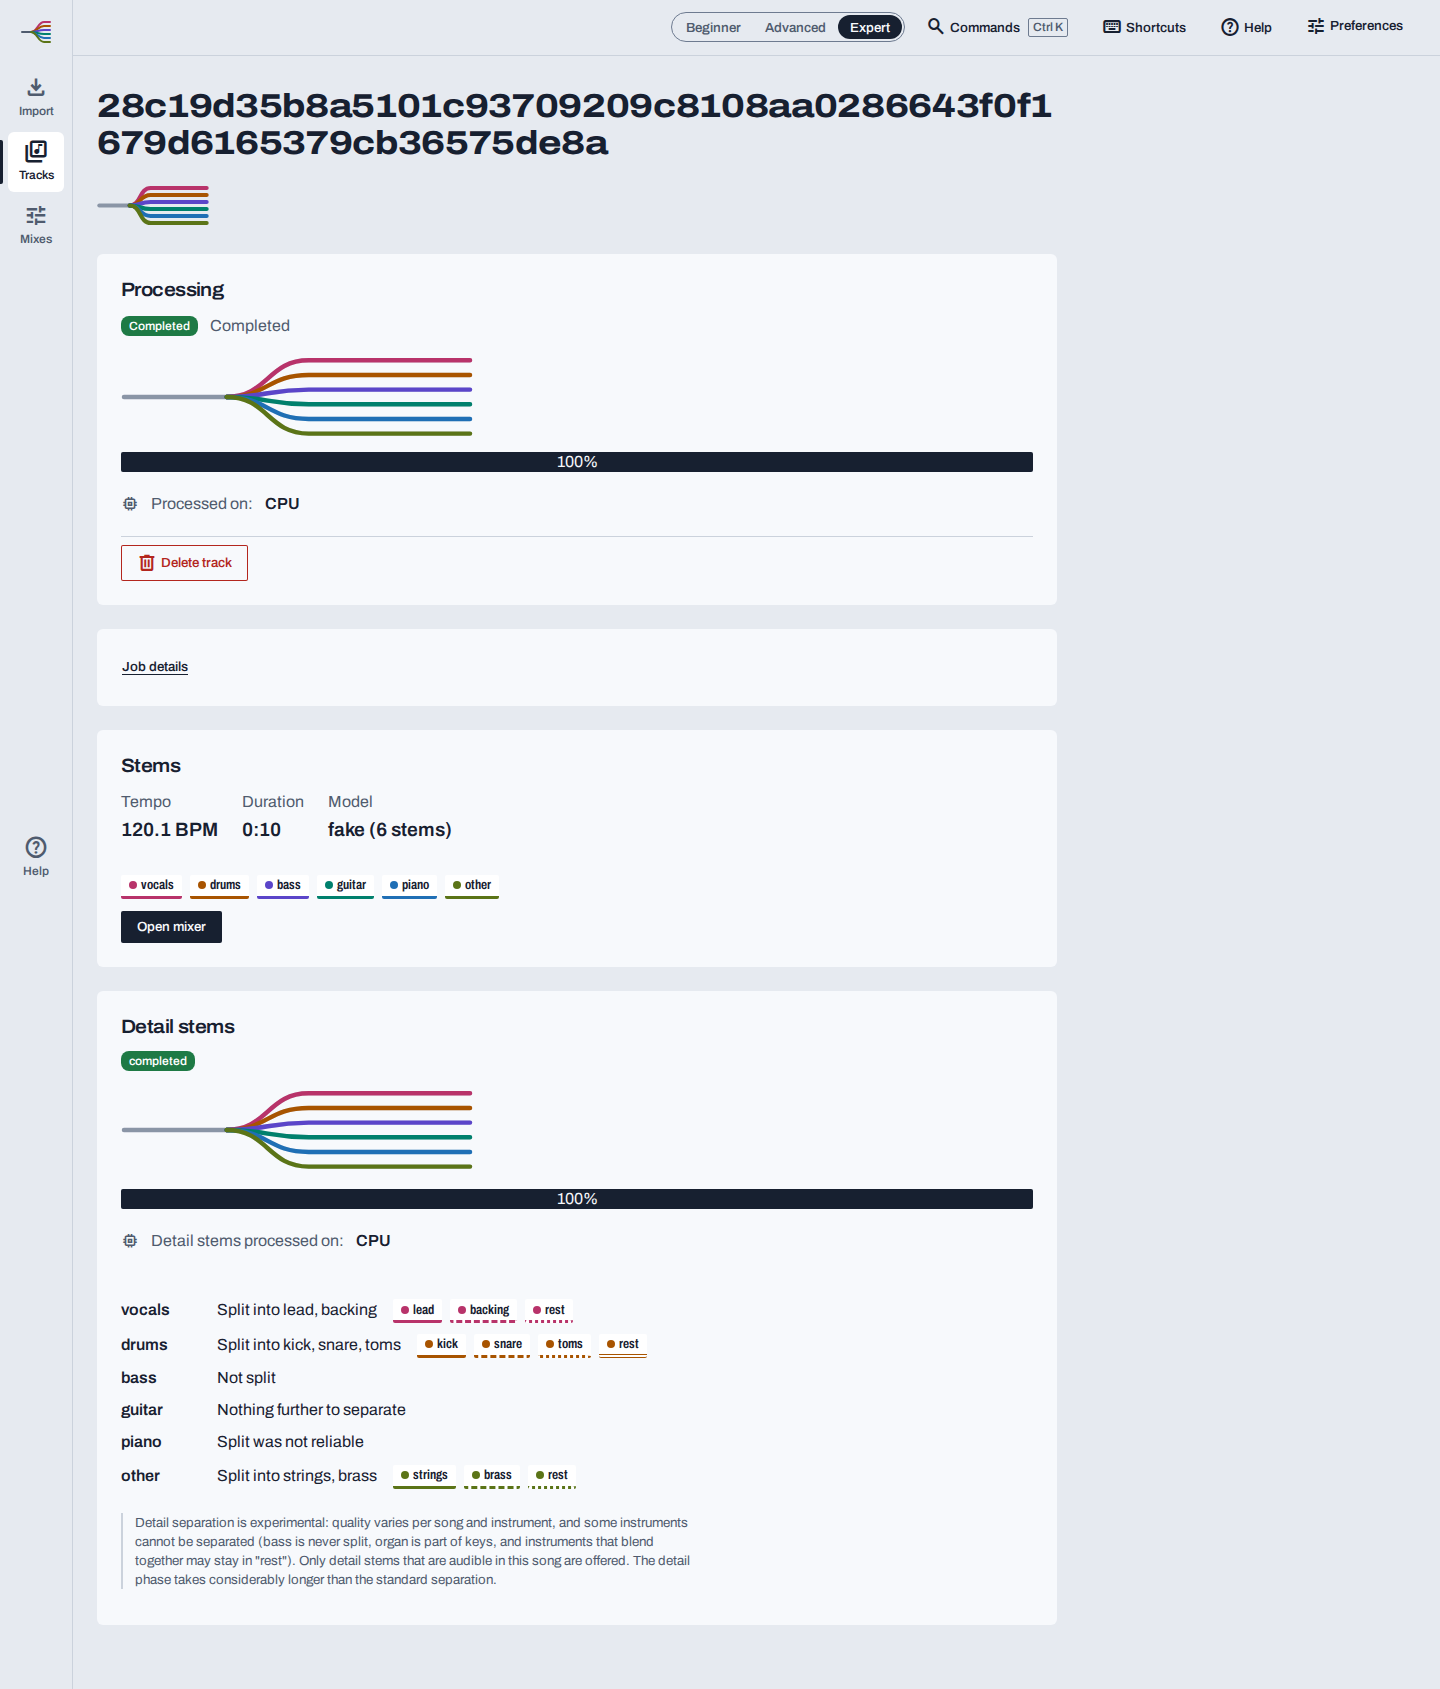 Beginner Advanced Expert Commands Ctrl K Shortcuts Help Preferences
Import
Tracks
Mixes
Help
28c19d35b8a5101c93709209c8108aa0286643f0f1
679d6165379cb36575de8a
Processing
Completed Completed
100%
Processed on: CPU
Delete track
Job details
Stems
Tempo Duration Model
120.1 BPM 0:10 fake (6 stems)
vocals drums bass guitar piano other
Open mixer
Detail stems
completed
100%
Detail stems processed on: CPU
vocals Split into lead, backing lead backing rest
drums Split into kick, snare, toms kick snare toms rest
bass Not split
guitar Nothing further to separate
piano Split was not reliable
other Split into strings, brass strings brass rest
Detail separation is experimental: quality varies per song and instrument, and some instruments
cannot be separated (bass is never split, organ is part of keys, and instruments that blend
together may stay in "rest"). Only detail stems that are audible in this song are offered. The detail
phase takes considerably longer than the standard separation.